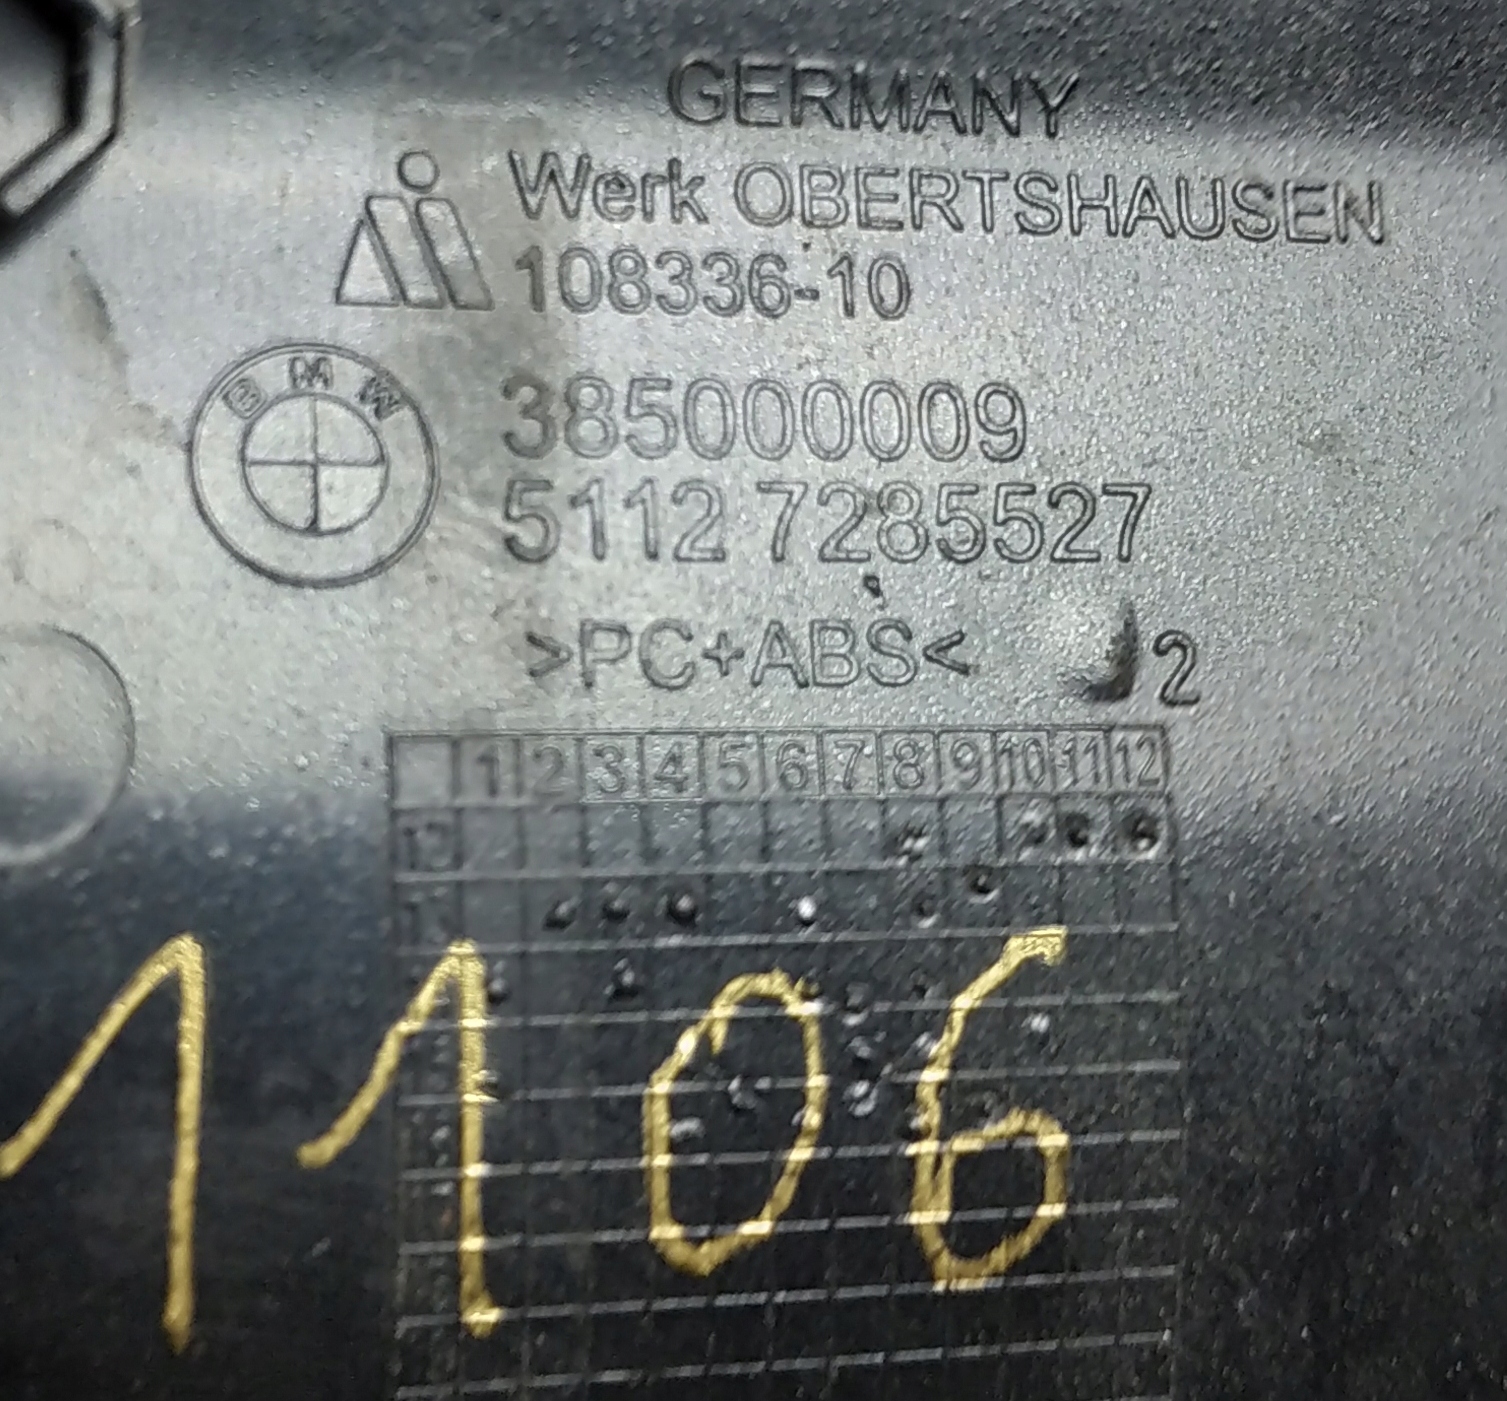 GERMANY
Werk OBERTSHAUSEN
108336-10
BMW
385000009
5112 7285527
>PC+ABS<
2
1 2 3 4 5 6 7 8 9 10 11 12
13
1106